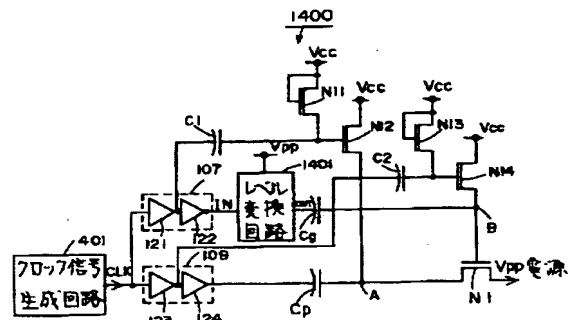 1400
Vcc
N11
Vcc
N12
Vcc
N13
Vcc
N14
C1
C2
Vpp
1401
107
IN
レベル
変換
回路
OUT
Cg
B
121
122
401
クロック信号
生成回路
CLK
109
123
124
Cp
A
Vpp電源
N1